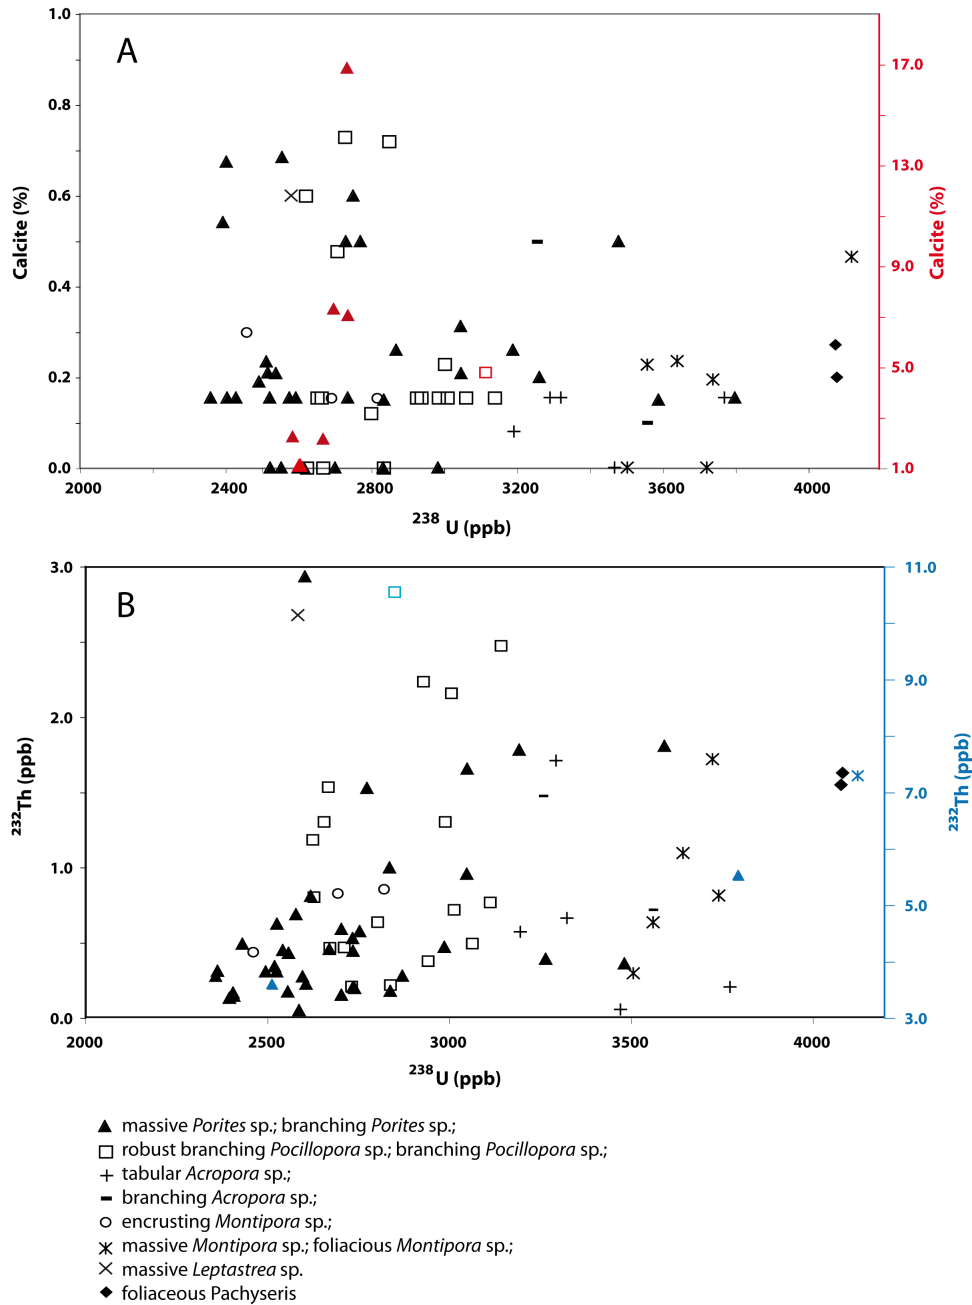 A
1.0
0.8
0.6
0.4
0.2
0.0
Calcite (%)
17.0
13.0
9.0
5.0
1.0
Calcite (%)
2000 2400 2800 3200 3600 4000
238 U (ppb)
B
3.0
2.0
1.0
0.0
232Th (ppb)
11.0
9.0
7.0
5.0
3.0
232Th (ppb)
2000 2500 3000 3500 4000
238U (ppb)
massive Porites sp.; branching Porites sp.;
robust branching Pocillopora sp.; branching Pocillopora sp.;
tabular Acropora sp.;
branching Acropora sp.;
encrusting Montipora sp.;
massive Montipora sp.; foliacious Montipora sp.;
massive Leptastrea sp.
foliaceous Pachyseris